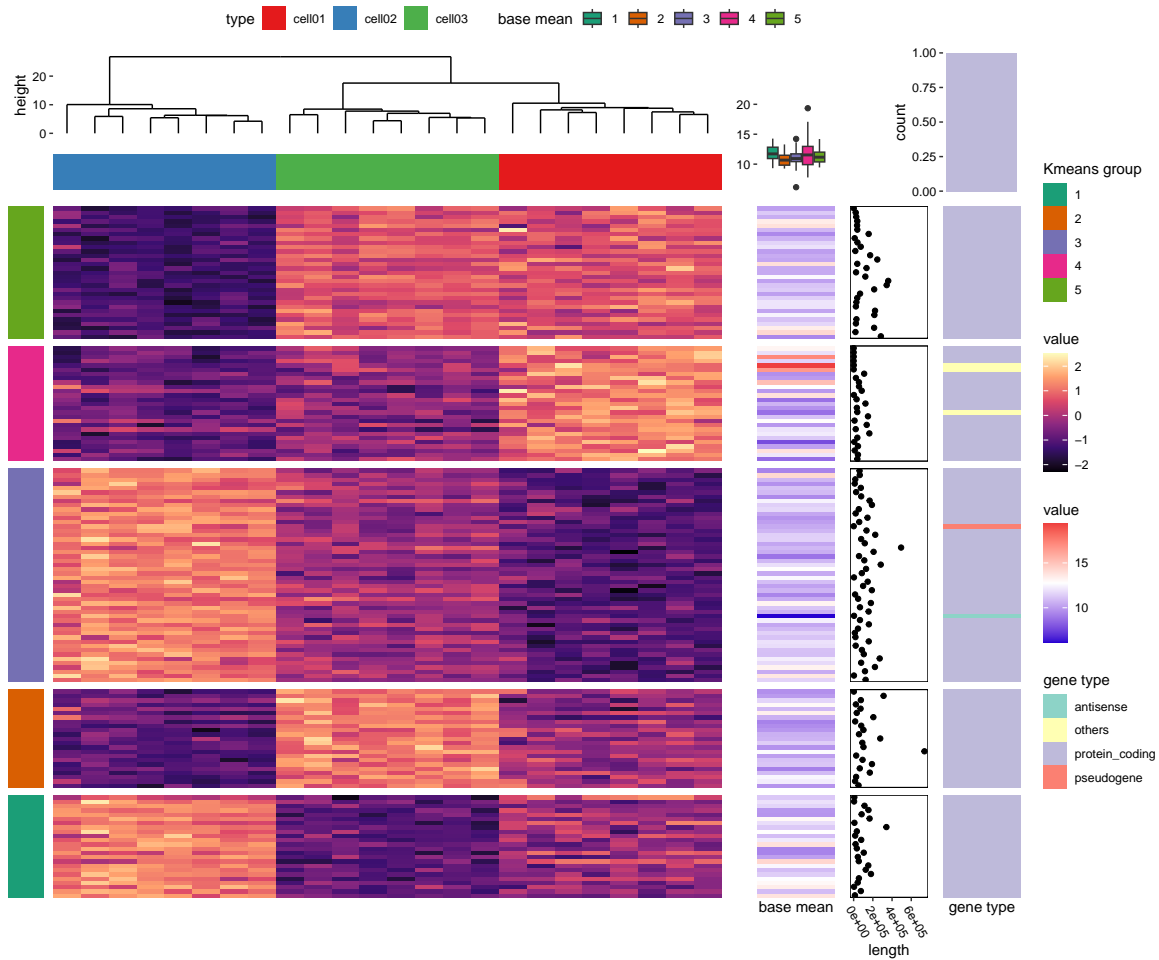 type cell01 cell02 cell03 base mean 1 2 3 4 5
height
20
10
0
20
15
10
count
1.00
0.75
0.50
0.25
0.00
base mean
0e+00
2e+05
4e+05
6e+05
length
gene type
Kmeans group
1
2
3
4
5
value
2
1
0
−1
−2
value
15
10
gene type
antisense
others
protein_coding
pseudogene